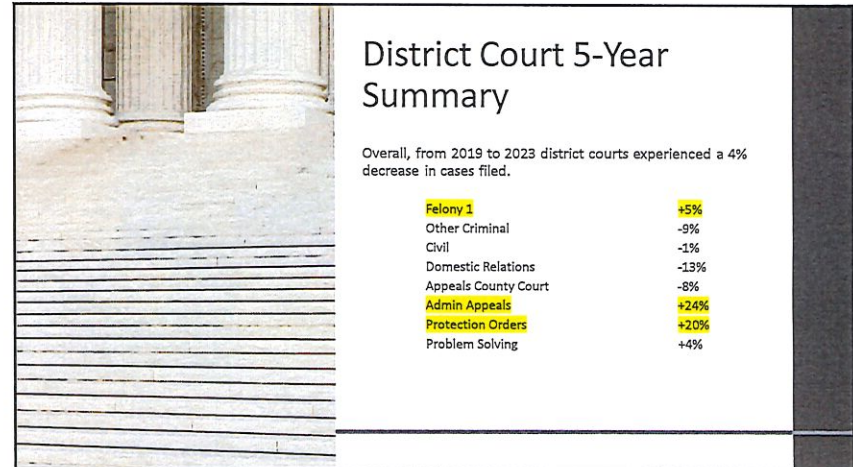 District Court 5-Year
Summary
Overall, from 2019 to 2023 district courts experienced a 4%
decrease in cases filed.
Felony 1 +5%
Other Criminal -9%
Civil -1%
Domestic Relations -13%
Appeals County Court -8%
Admin Appeals +24%
Protection Orders +20%
Problem Solving +4%